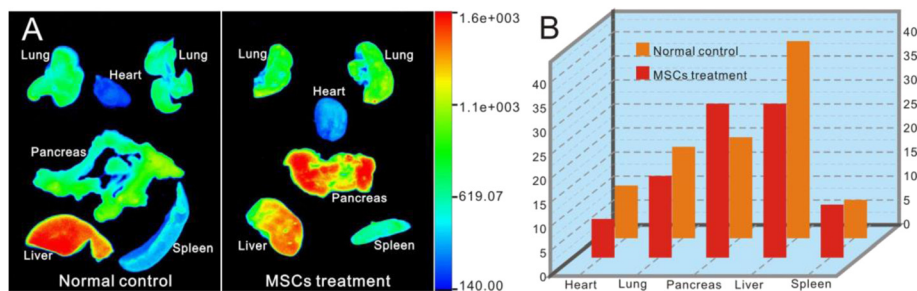 A
Lung
Lung
Heart
Pancreas
Liver
Spleen
Normal control
Lung
Lung
Heart
Pancreas
Liver
Spleen
MSCs treatment
1.6e+003
1.1e+003
619.07
140.00
B
Normal control
MSCs treatment
40
35
30
25
20
15
10
5
0
40
35
30
25
20
15
10
5
0
Heart
Lung
Pancreas
Liver
Spleen